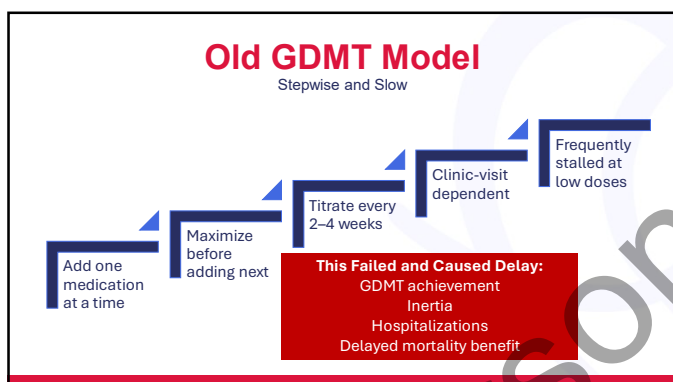 Old GDMT Model
Stepwise and Slow
Add one
medication
at a time
Maximize
before
adding next
Titrate every
2–4 weeks
Clinic-visit
dependent
Frequently
stalled at
low doses
This Failed and Caused Delay:
GDMT achievement
Inertia
Hospitalizations
Delayed mortality benefit